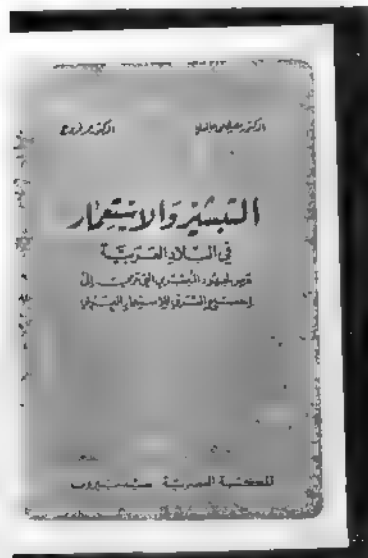 الدكتور مصطفى خالدي الدكتور عمر فروخ
التبشير والاستعمار
في البلاد العربية
عرض لجهود المبشرين التي ترمي إلى
إخضاع الشرق للاستعمار الغربي
المكتبة العصرية صيدا - بيروت